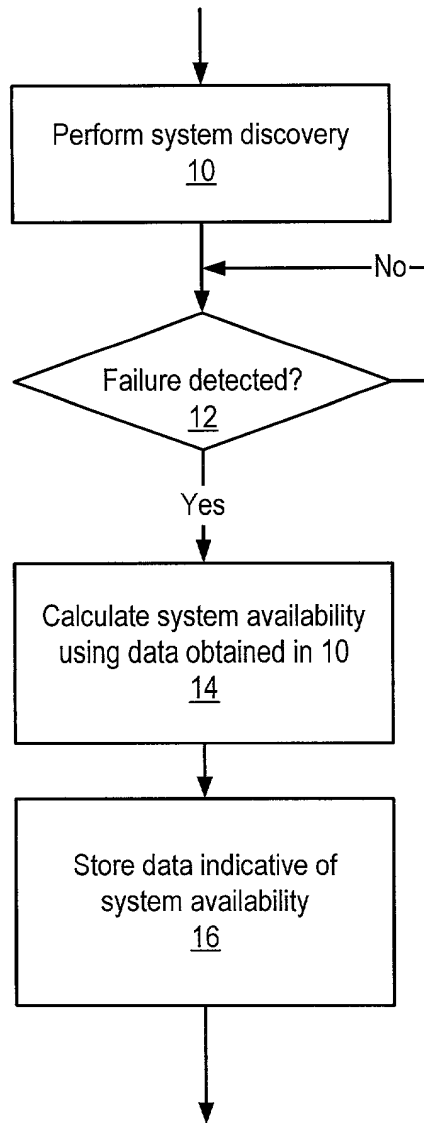 Perform system discovery
10
No
Failure detected?
12
Yes
Calculate system availability
using data obtained in 10
14
Store data indicative of
system availability
16